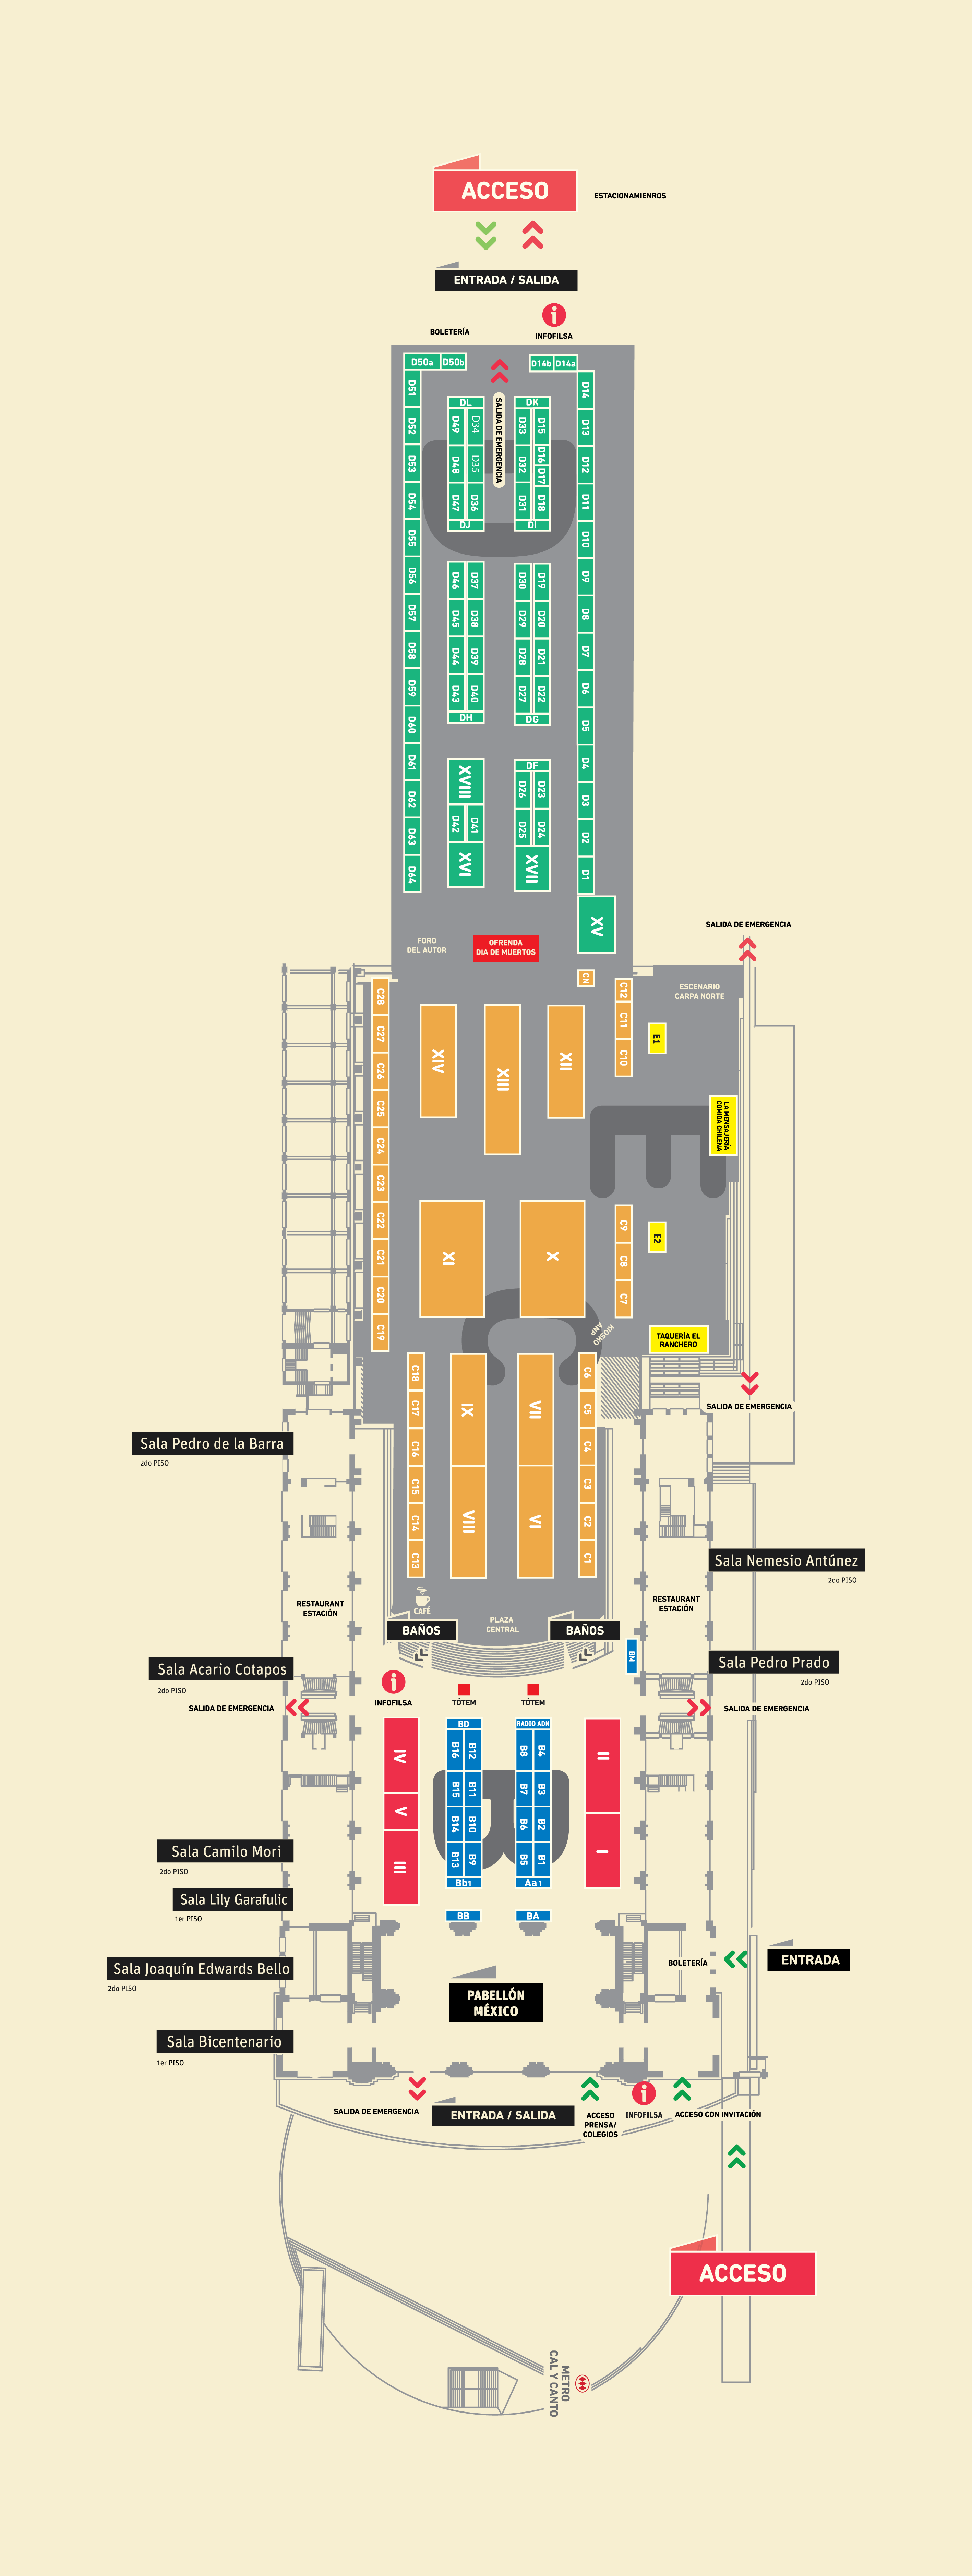 ACCESO
ESTACIONAMIENROS
ENTRADA / SALIDA
BOLETERÍA
i
INFOFILSA
D50a
D50b
D14b
D14a
SALIDA DE EMERGENCIA
D51
D52
D53
D54
D55
D56
D57
D58
D59
D60
D61
D62
D63
D64
DL
D49
D34
D48
D35
D47
D36
DJ
DK
D33
D15
D32
D16
D17
D31
D18
DI
D14
D13
D12
D11
D10
D9
D8
D7
D6
D5
D4
D3
D2
D1
D46
D37
D45
D38
D44
D39
D43
D40
DH
D30
D19
D29
D20
D28
D21
D27
D22
DG
XVIII
D42
D41
XVI
DF
D26
D23
D25
D24
XVII
XV
D
FORO
DEL AUTOR
OFRENDA
DIA DE MUERTOS
SALIDA DE EMERGENCIA
CN
C12
C11
C10
ESCENARIO
CARPA NORTE
E1
LA MENSAJERÍA
COMIDA CHILENA
E
C28
C27
C26
C25
C24
C23
C22
C21
C20
C19
XIV
XIII
XII
XI
X
C9
C8
C7
E2
TAQUERÍA EL
RANCHERO
KIOSKO
ANP
C
SALIDA DE EMERGENCIA
C18
C17
C16
C15
C14
C13
IX
VIII
VII
VI
C6
C5
C4
C3
C2
C1
Sala Pedro de la Barra
2do PISO
Sala Nemesio Antúnez
2do PISO
RESTAURANT
ESTACIÓN
RESTAURANT
ESTACIÓN
CAFÉ
BAÑOS
PLAZA
CENTRAL
BAÑOS
BM
Sala Acario Cotapos
2do PISO
Sala Pedro Prado
2do PISO
SALIDA DE EMERGENCIA
i
INFOFILSA
TÓTEM
TÓTEM
SALIDA DE EMERGENCIA
IV
V
III
BD
B16
B12
B15
B11
B14
B10
B13
B9
Bb1
BB
RADIO ADN
B8
B4
B7
B3
B6
B2
B5
B1
Aa1
BA
II
I
B
Sala Camilo Mori
2do PISO
Sala Lily Garafulic
1er PISO
Sala Joaquín Edwards Bello
2do PISO
BOLETERÍA
ENTRADA
PABELLÓN
MÉXICO
Sala Bicentenario
1er PISO
SALIDA DE EMERGENCIA
ENTRADA / SALIDA
ACCESO
PRENSA/
COLEGIOS
i
INFOFILSA
ACCESO CON INVITACIÓN
ACCESO
METRO
CAL Y CANTO